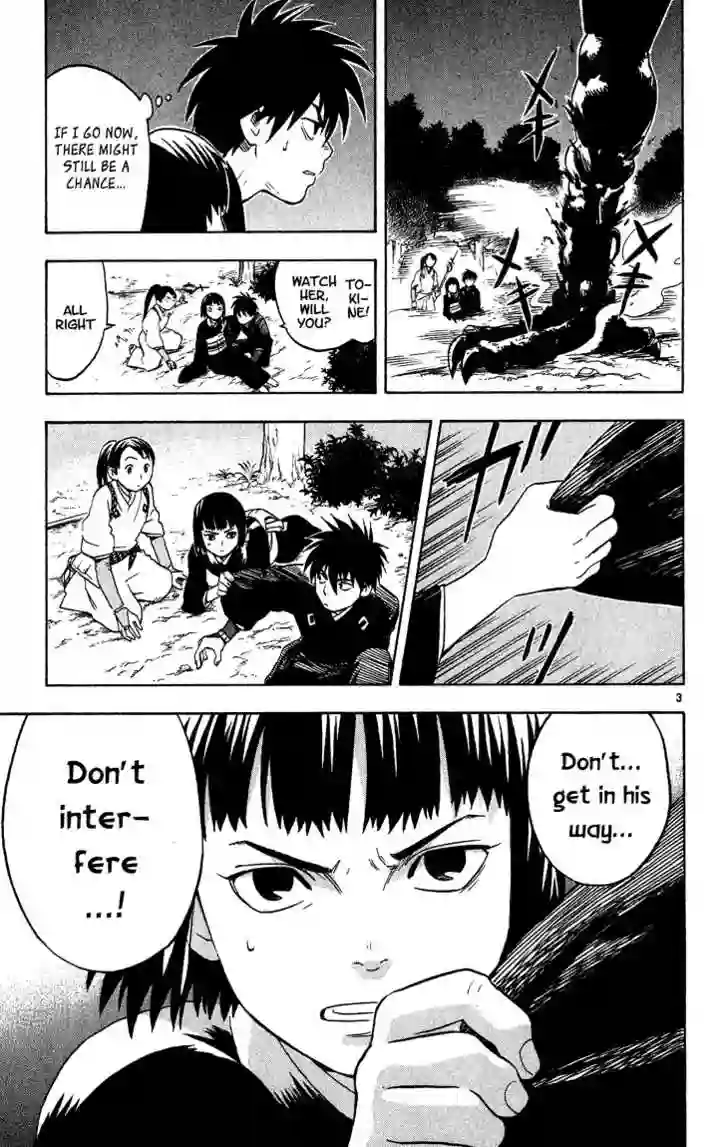 IF I GO NOW,
THERE MIGHT
STILL BE A
CHANCE...
TO-
KI-
NE!
WATCH
HER,
WILL
YOU?
ALL
RIGHT
3
Don't...
get in his
way...
Don't
inter-
fere
...!